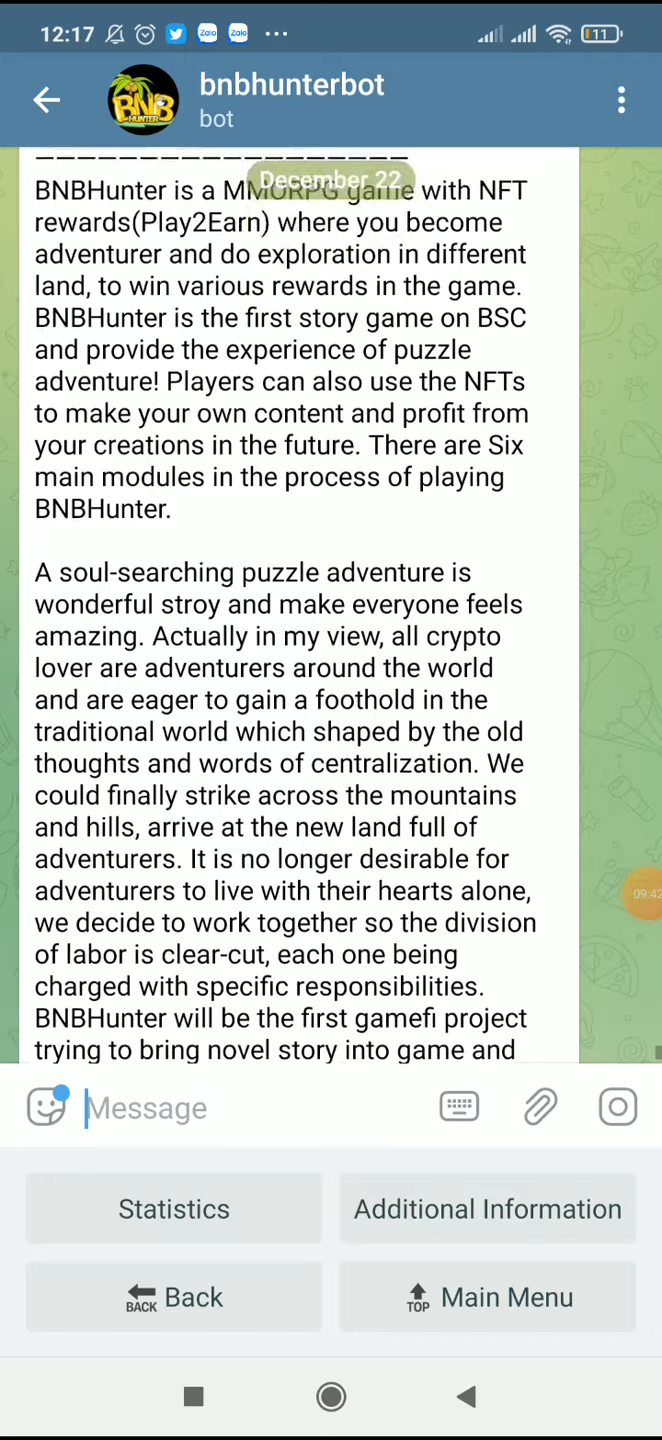 12:17
Zalo
Zalo
11
bnbhunterbot
bot
BNB
HUNTER
December 22
BNBHunter is a MMORPG game with NFT
rewards(Play2Earn) where you become
adventurer and do exploration in different
land, to win various rewards in the game.
BNBHunter is the first story game on BSC
and provide the experience of puzzle
adventure! Players can also use the NFTs
to make your own content and profit from
your creations in the future. There are Six
main modules in the process of playing
BNBHunter.
A soul-searching puzzle adventure is
wonderful stroy and make everyone feels
amazing. Actually in my view, all crypto
lover are adventurers around the world
and are eager to gain a foothold in the
traditional world which shaped by the old
thoughts and words of centralization. We
could finally strike across the mountains
and hills, arrive at the new land full of
adventurers. It is no longer desirable for
adventurers to live with their hearts alone,
we decide to work together so the division
of labor is clear-cut, each one being
charged with specific responsibilities.
BNBHunter will be the first gamefi project
trying to bring novel story into game and
09:42
Message
Statistics
Additional Information
BACK Back
TOP Main Menu